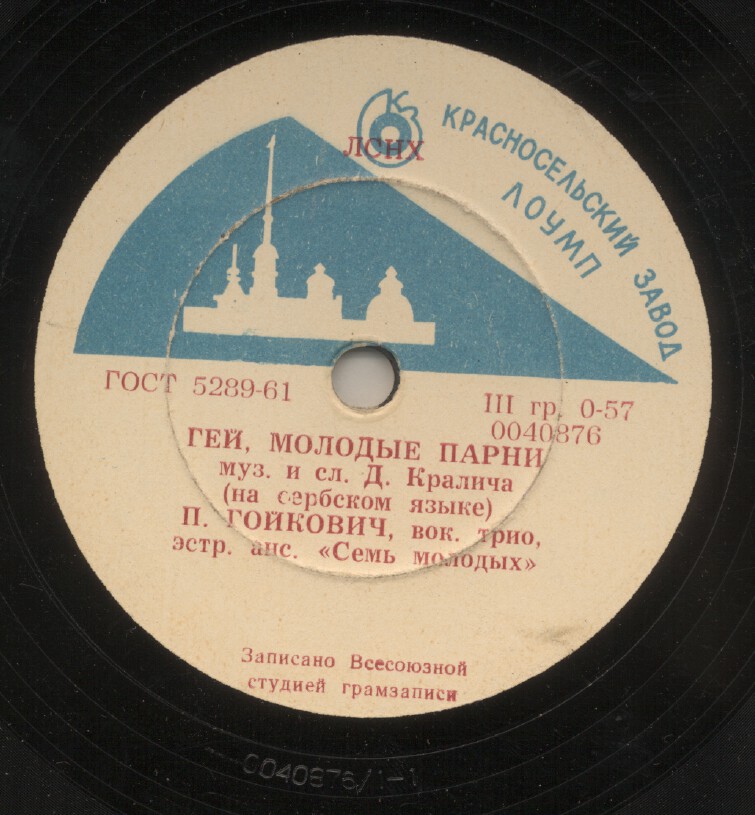 КЗ
ЛСНХ
КРАСНОСЕЛЬСКИЙ ЗАВОД
ЛОУМП
ГОСТ 5289-61
III гр. 0-57
0040876
ГЕЙ, МОЛОДЫЕ ПАРНИ
муз. и сл. Д. Кралича
(на сербском языке)
П. ГОЙКОВИЧ, вок. трио,
эстр. анс. «Семь молодых»
Записано Всесоюзной
студией грамзаписи
0040876/1-1